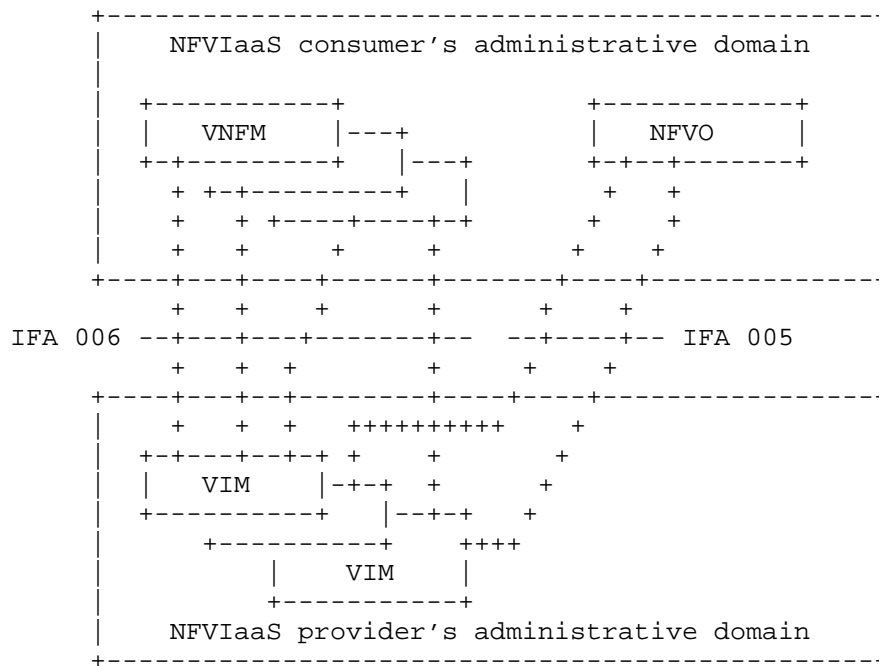 NFVIaaS consumer's administrative domain
VNFM NFVO
IFA 006 IFA 005
VIM
VIM
NFVIaaS provider's administrative domain